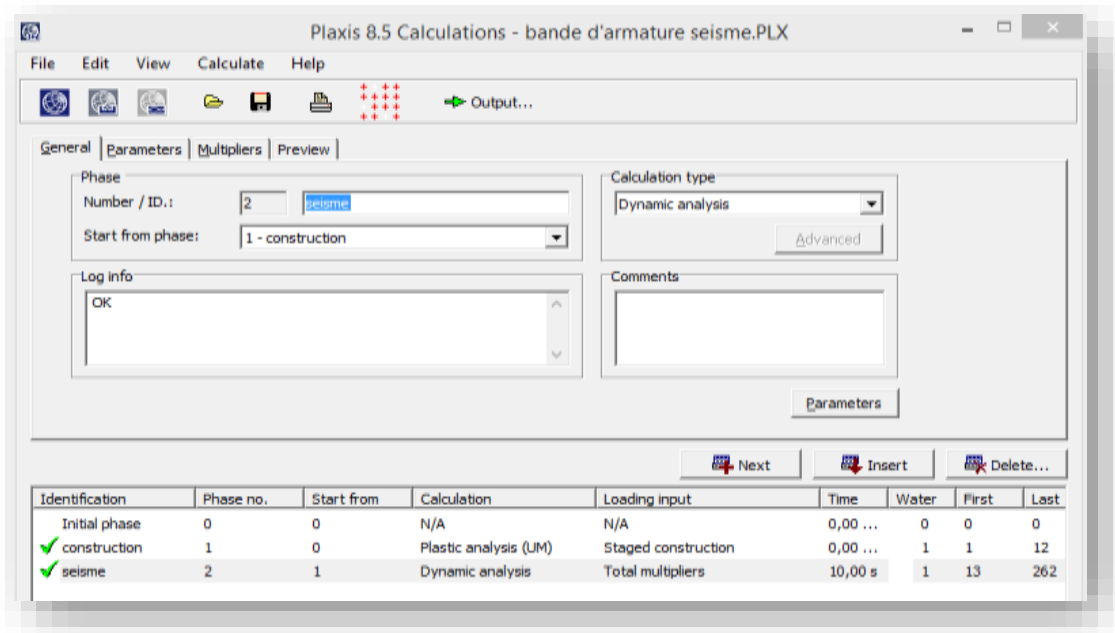 Plaxis 8.5 Calculations - bande d'armature seisme.PLX
File Edit View Calculate Help
Output...
General Parameters Multipliers Preview
Phase
Number / ID.: 2 seisme
Start from phase: 1 - construction
Calculation type
Dynamic analysis
Advanced
Log info
OK
Comments
Parameters
Next Insert Delete...
Identification Phase no. Start from Calculation Loading input Time Water First Last
Initial phase 0 0 N/A N/A 0,00 ... 0 0 0
construction 1 0 Plastic analysis (UM) Staged construction 0,00 ... 1 1 12
seisme 2 1 Dynamic analysis Total multipliers 10,00 s 1 13 262